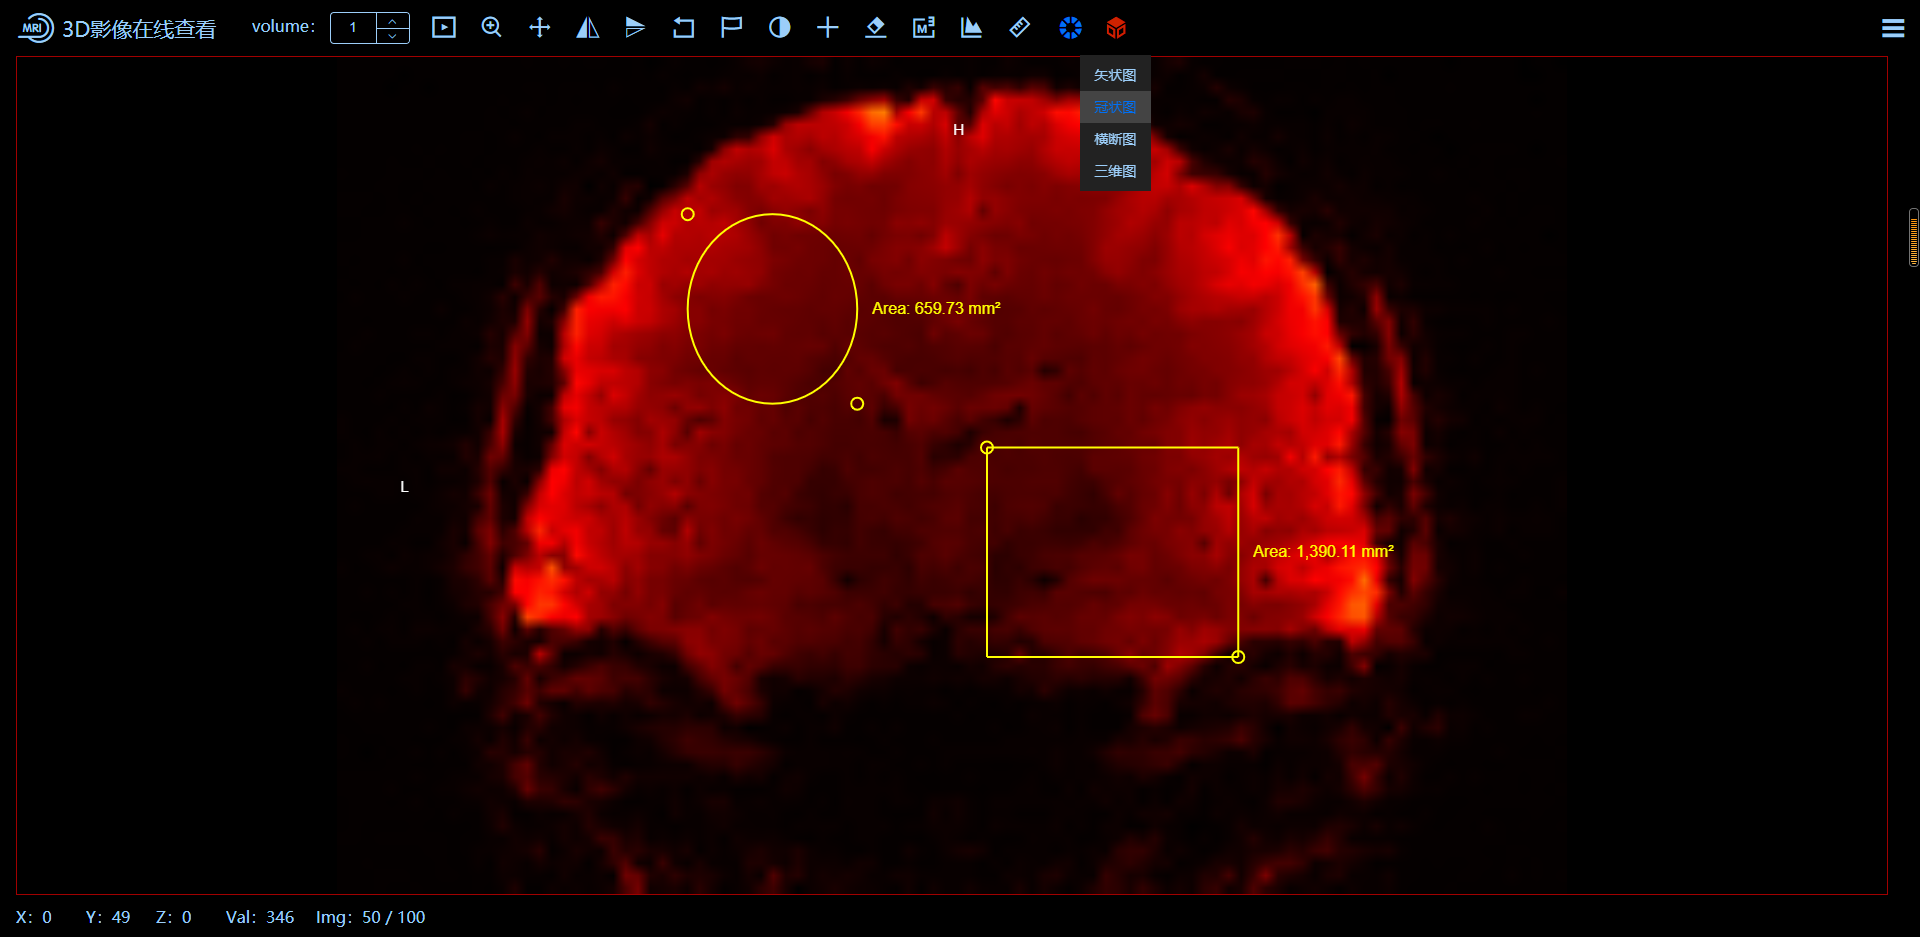 MRI 3D影像在线查看 volume: 1
M3
矢状图
冠状图
横断图
三维图
H
Area: 659.73 mm²
L
Area: 1,390.11 mm²
X: 0 Y: 49 Z: 0 Val: 346 Img: 50 / 100